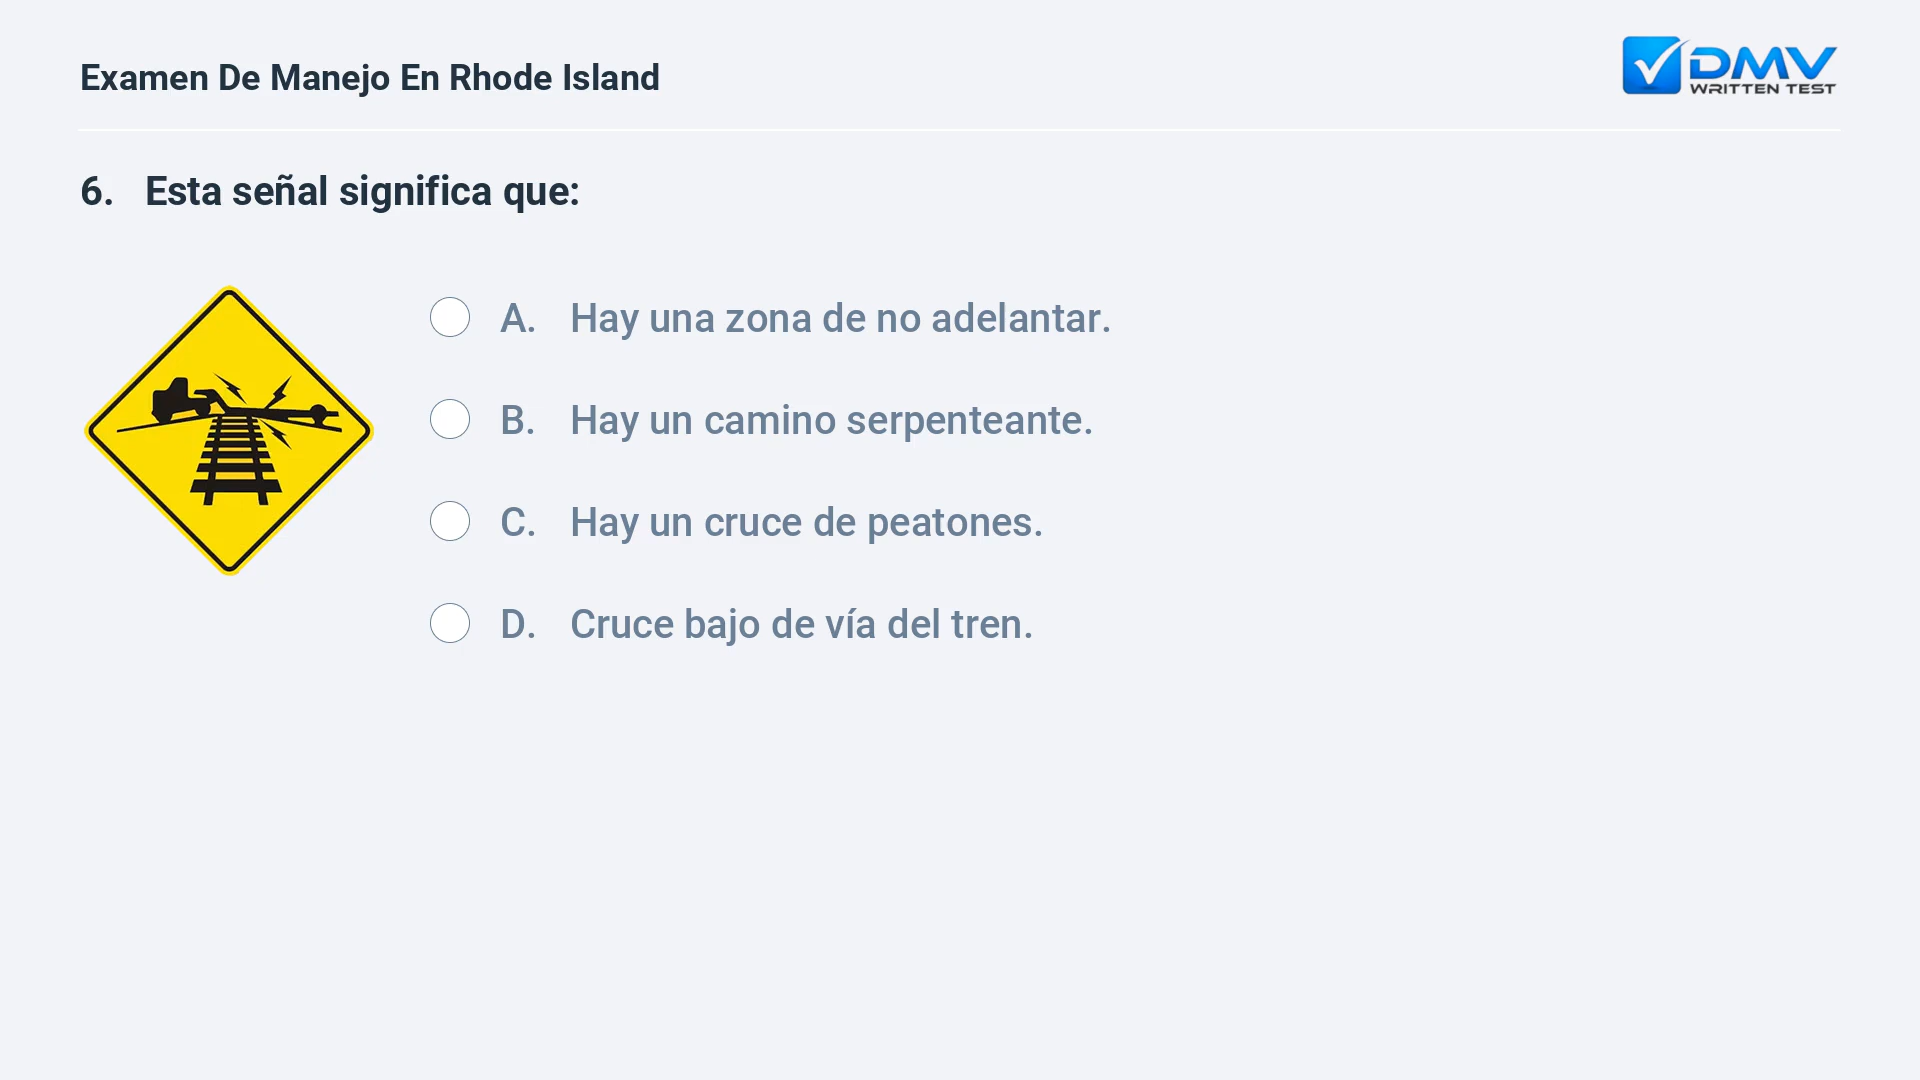 Examen De Manejo En Rhode Island
DMV
WRITTEN TEST
6. Esta señal significa que:
A. Hay una zona de no adelantar.
B. Hay un camino serpenteante.
C. Hay un cruce de peatones.
D. Cruce bajo de vía del tren.